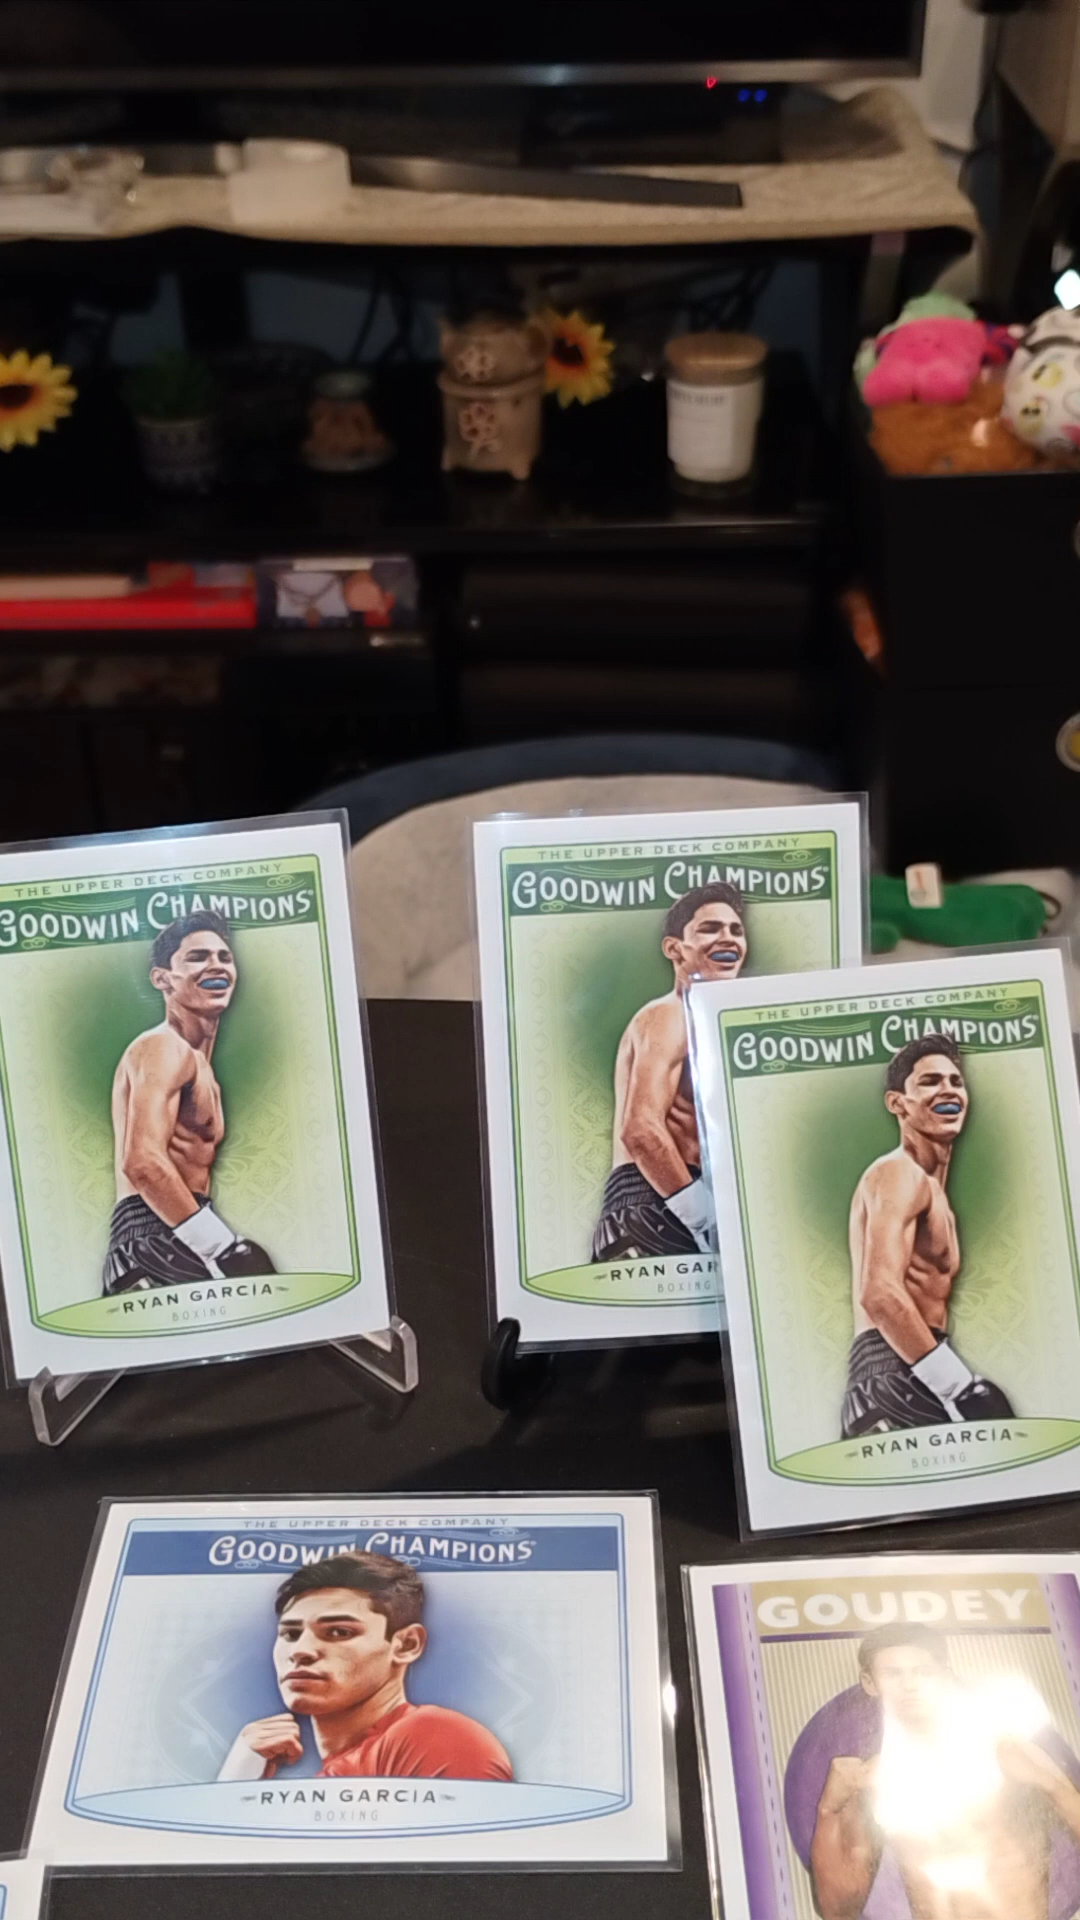 THE UPPER DECK COMPANY
GOODWIN CHAMPIONS
RYAN GARCIA
BOXING
THE UPPER DECK COMPANY
GOODWIN CHAMPIONS
RYAN GAR
BOXING
THE UPPER DECK COMPANY
GOODWIN CHAMPIONS
RYAN GARCIA
BOXING
THE UPPER DECK COMPANY
GOODWIN CHAMPIONS
RYAN GARCIA
BOXING
GOUDEY